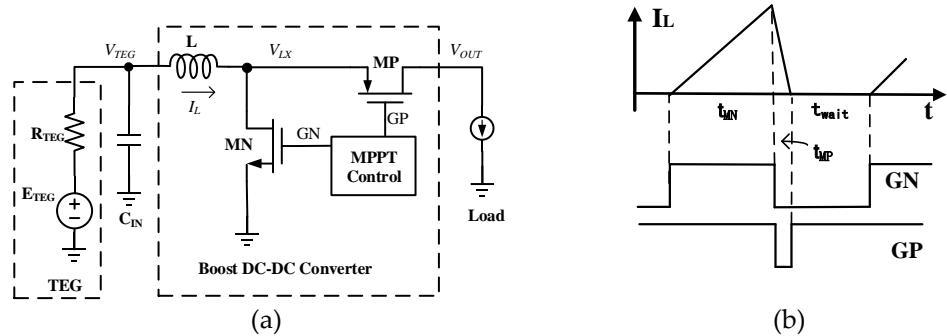 V_TEG
L
V_LX
MP
V_OUT
I_L
GP
R_TEG
MN
GN
MPPT
Control
E_TEG
C_IN
Load
Boost DC-DC Converter
TEG
(a)
I_L
t
t_MN
t_wait
t_MP
GN
GP
(b)